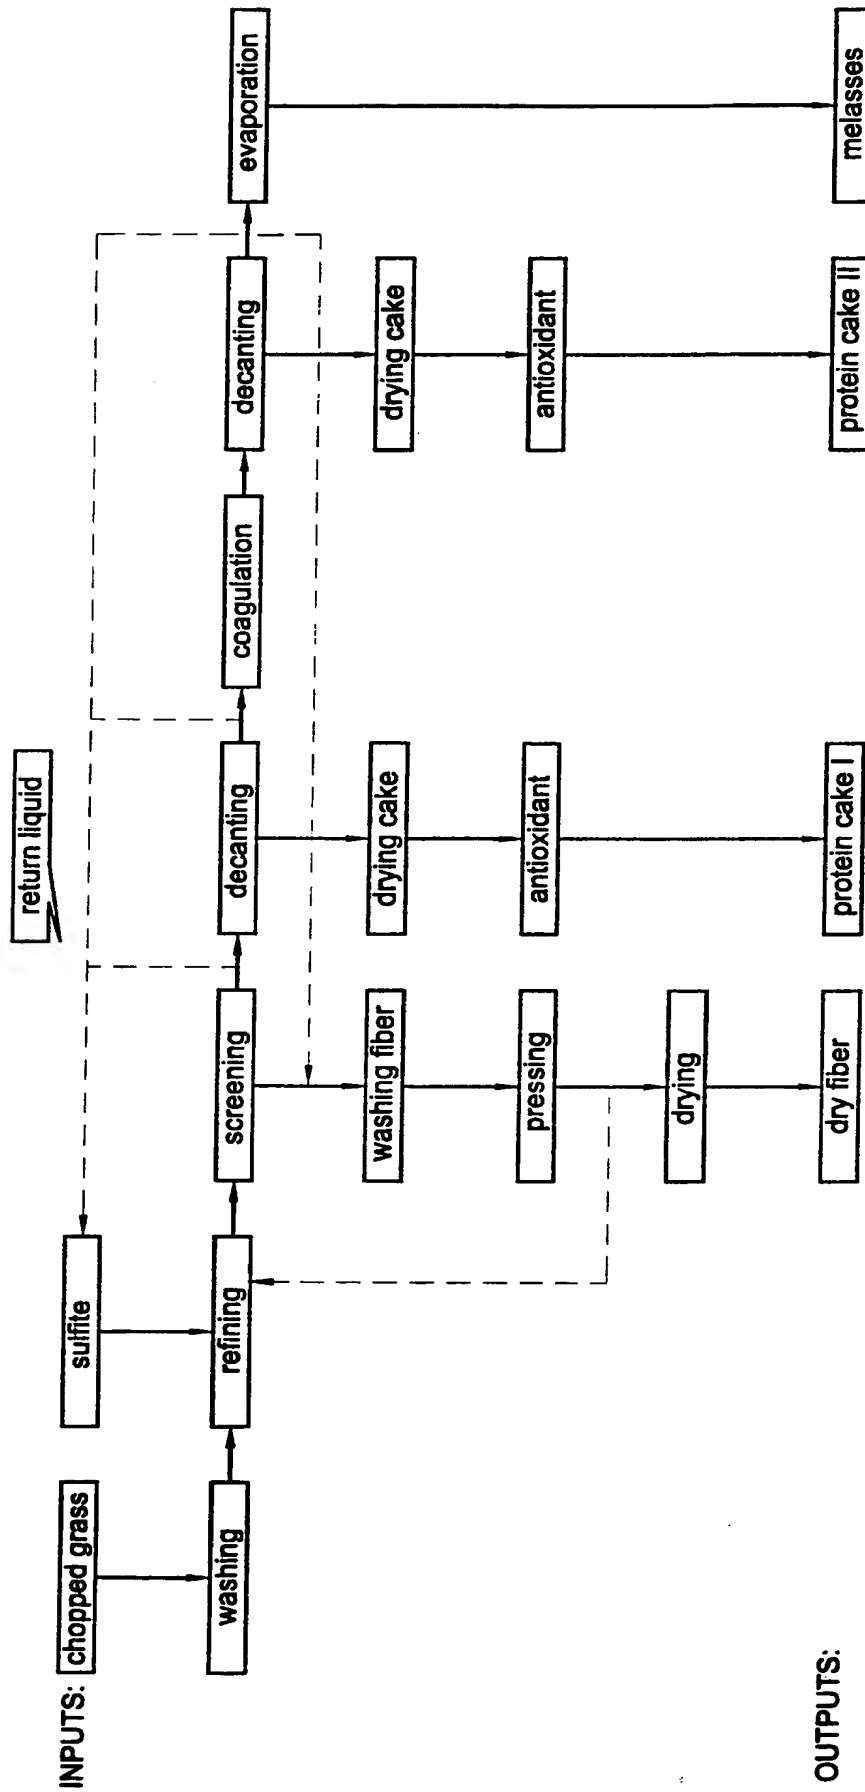 return liquid
INPUTS:
chopped grass
sulfite
washing
refining
screening
decanting
coagulation
decanting
evaporation
washing fiber
drying cake
drying cake
pressing
antioxidant
antioxidant
drying
OUTPUTS:
dry fiber
protein cake I
protein cake II
melasses